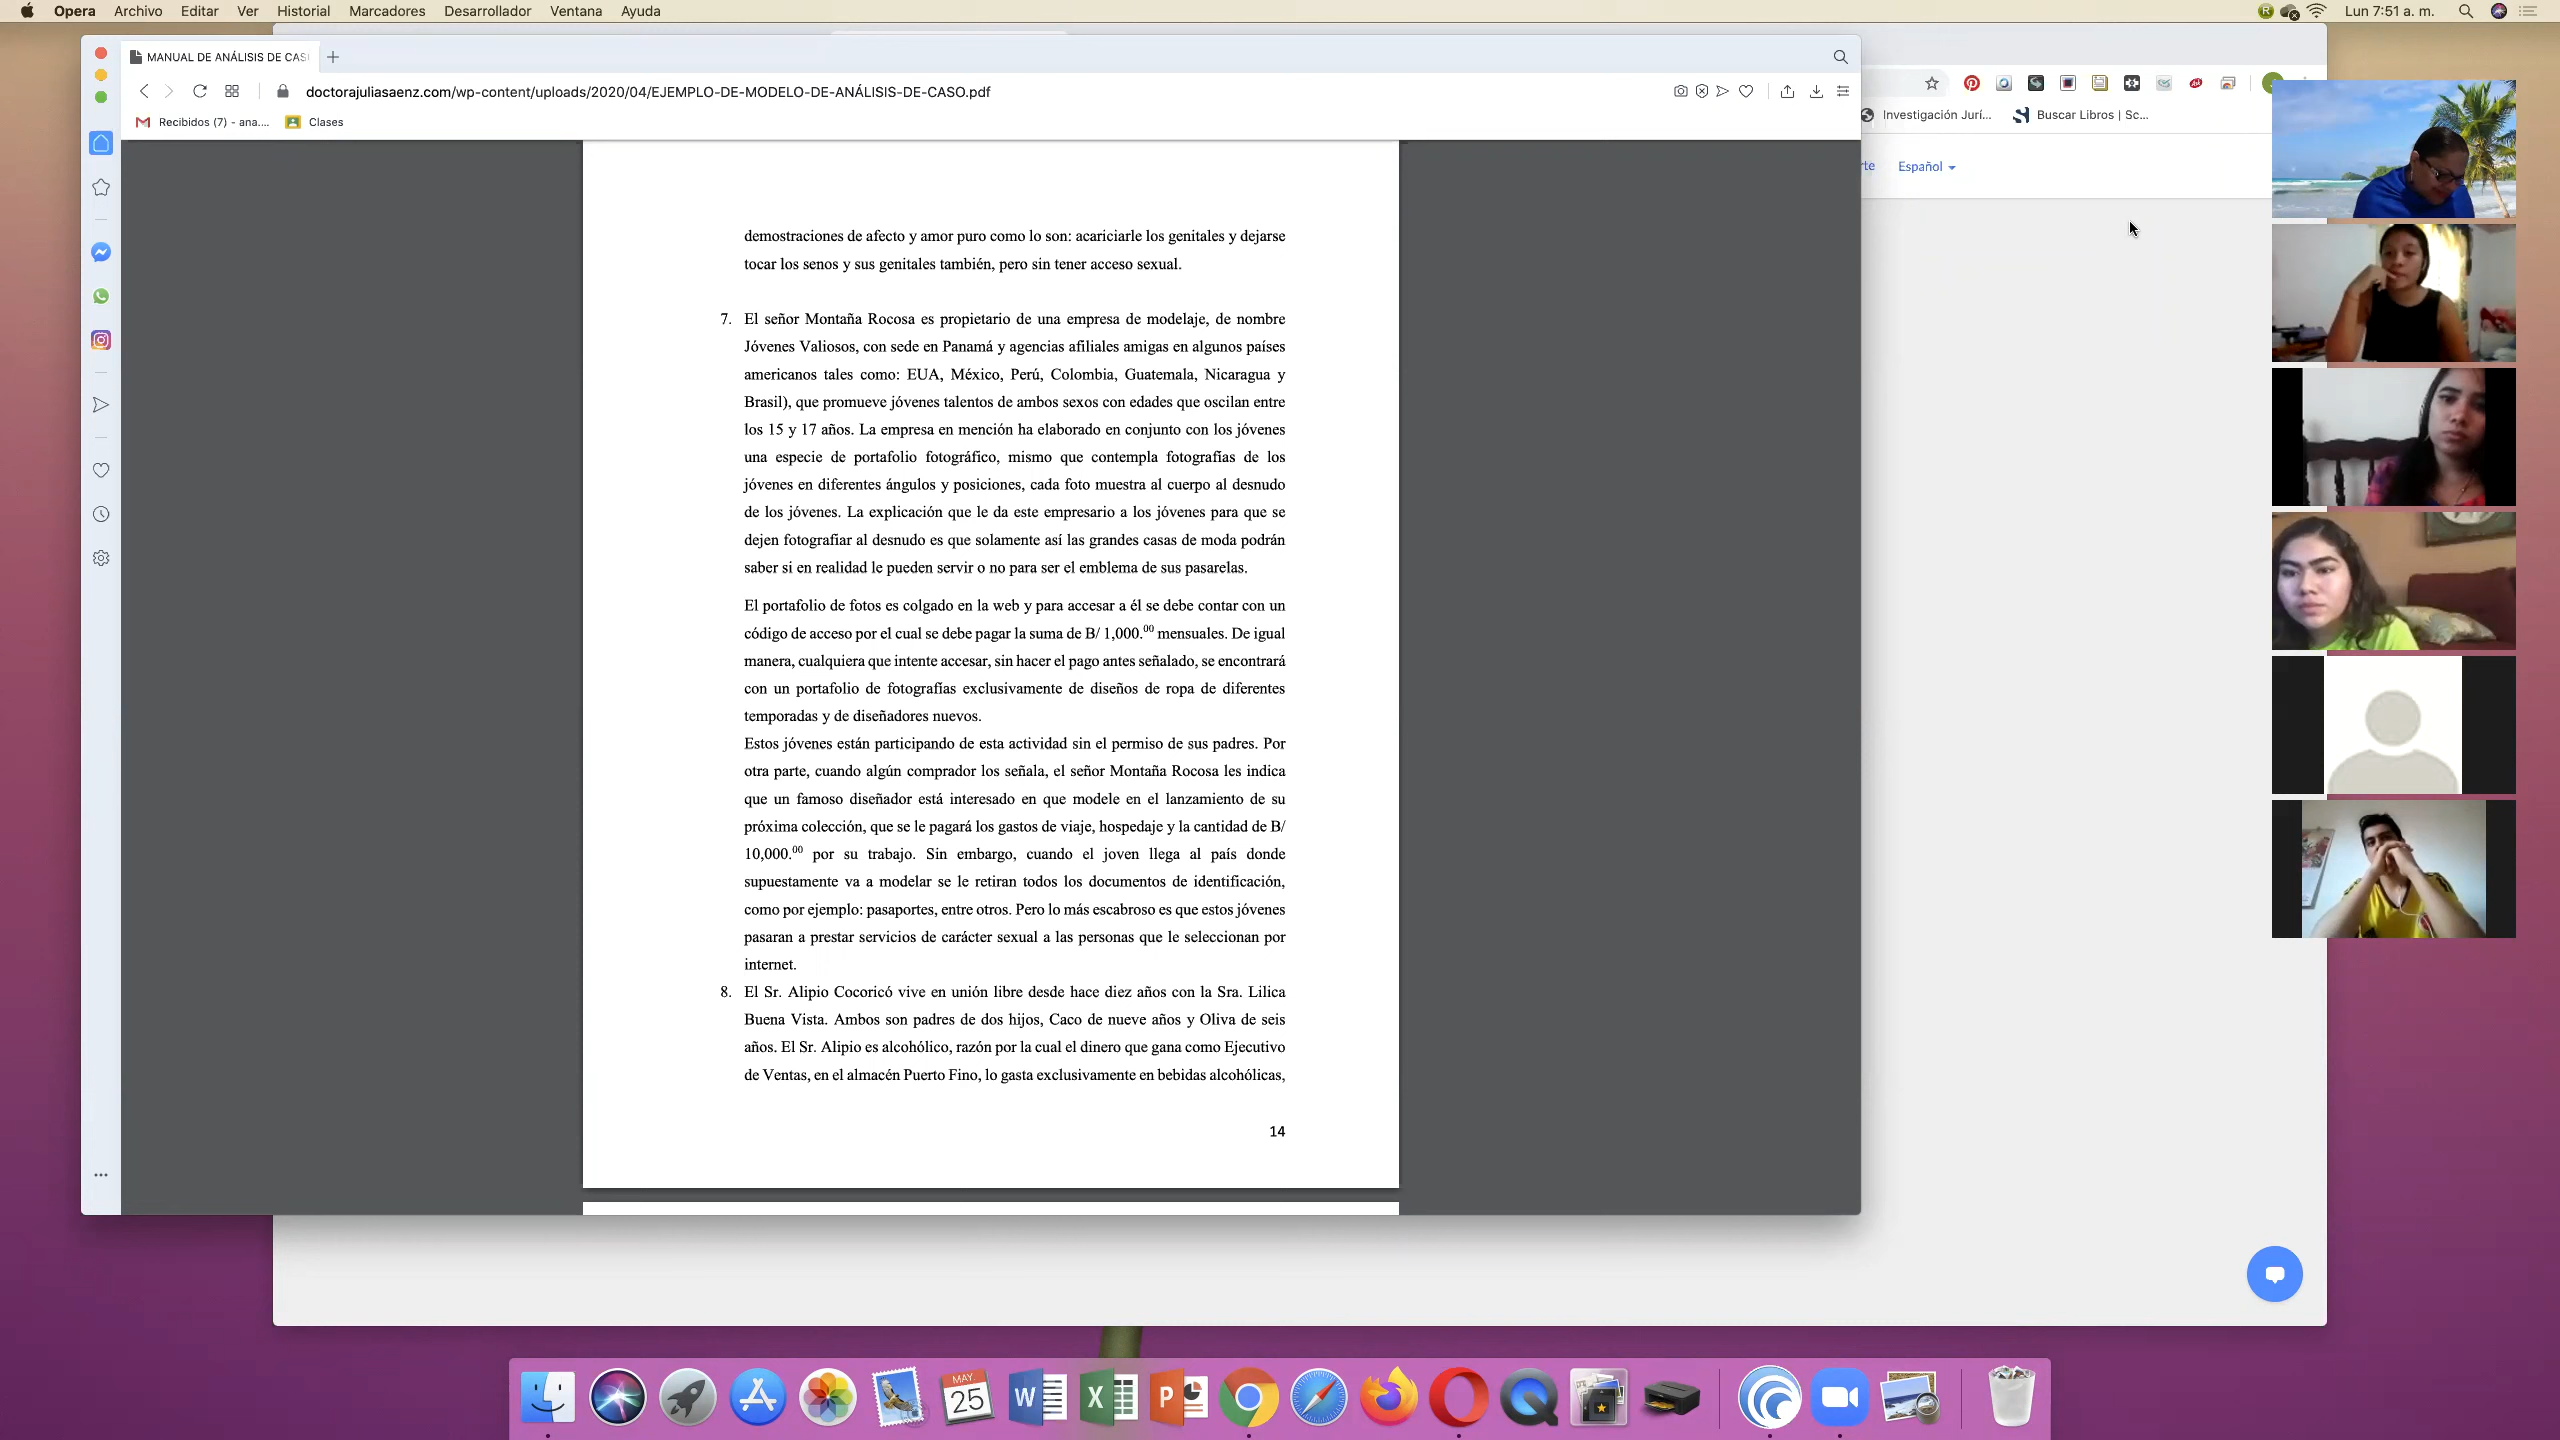 Opera Archivo Editar Ver Historial Marcadores Desarrollador Ventana Ayuda
Lun 7:51 a. m.
MANUAL DE ANÁLISIS DE CAS
doctorajuliasaenz.com/wp-content/uploads/2020/04/EJEMPLO-DE-MODELO-DE-ANÁLISIS-DE-CASO.pdf
Recibidos (7) - ana.... Clases
Investigación Jurí... Buscar Libros | Sc...
rte Español
demostraciones de afecto y amor puro como lo son: acariciarle los genitales y dejarse
tocar los senos y sus genitales también, pero sin tener acceso sexual.
7. El señor Montaña Rocosa es propietario de una empresa de modelaje, de nombre
Jóvenes Valiosos, con sede en Panamá y agencias afiliales amigas en algunos países
americanos tales como: EUA, México, Perú, Colombia, Guatemala, Nicaragua y
Brasil), que promueve jóvenes talentos de ambos sexos con edades que oscilan entre
los 15 y 17 años. La empresa en mención ha elaborado en conjunto con los jóvenes
una especie de portafolio fotográfico, mismo que contempla fotografías de los
jóvenes en diferentes ángulos y posiciones, cada foto muestra al cuerpo al desnudo
de los jóvenes. La explicación que le da este empresario a los jóvenes para que se
dejen fotografiar al desnudo es que solamente así las grandes casas de moda podrán
saber si en realidad le pueden servir o no para ser el emblema de sus pasarelas.
El portafolio de fotos es colgado en la web y para accesar a él se debe contar con un
código de acceso por el cual se debe pagar la suma de B/ 1,000.00 mensuales. De igual
manera, cualquiera que intente accesar, sin hacer el pago antes señalado, se encontrará
con un portafolio de fotografías exclusivamente de diseños de ropa de diferentes
temporadas y de diseñadores nuevos.
Estos jóvenes están participando de esta actividad sin el permiso de sus padres. Por
otra parte, cuando algún comprador los señala, el señor Montaña Rocosa les indica
que un famoso diseñador está interesado en que modele en el lanzamiento de su
próxima colección, que se le pagará los gastos de viaje, hospedaje y la cantidad de B/
10,000.00 por su trabajo. Sin embargo, cuando el joven llega al país donde
supuestamente va a modelar se le retiran todos los documentos de identificación,
como por ejemplo: pasaportes, entre otros. Pero lo más escabroso es que estos jóvenes
pasaran a prestar servicios de carácter sexual a las personas que le seleccionan por
internet.
8. El Sr. Alipio Cocoricó vive en unión libre desde hace diez años con la Sra. Lilica
Buena Vista. Ambos son padres de dos hijos, Caco de nueve años y Oliva de seis
años. El Sr. Alipio es alcohólico, razón por la cual el dinero que gana como Ejecutivo
de Ventas, en el almacén Puerto Fino, lo gasta exclusivamente en bebidas alcohólicas,
14
MAY.
25
W
X
P